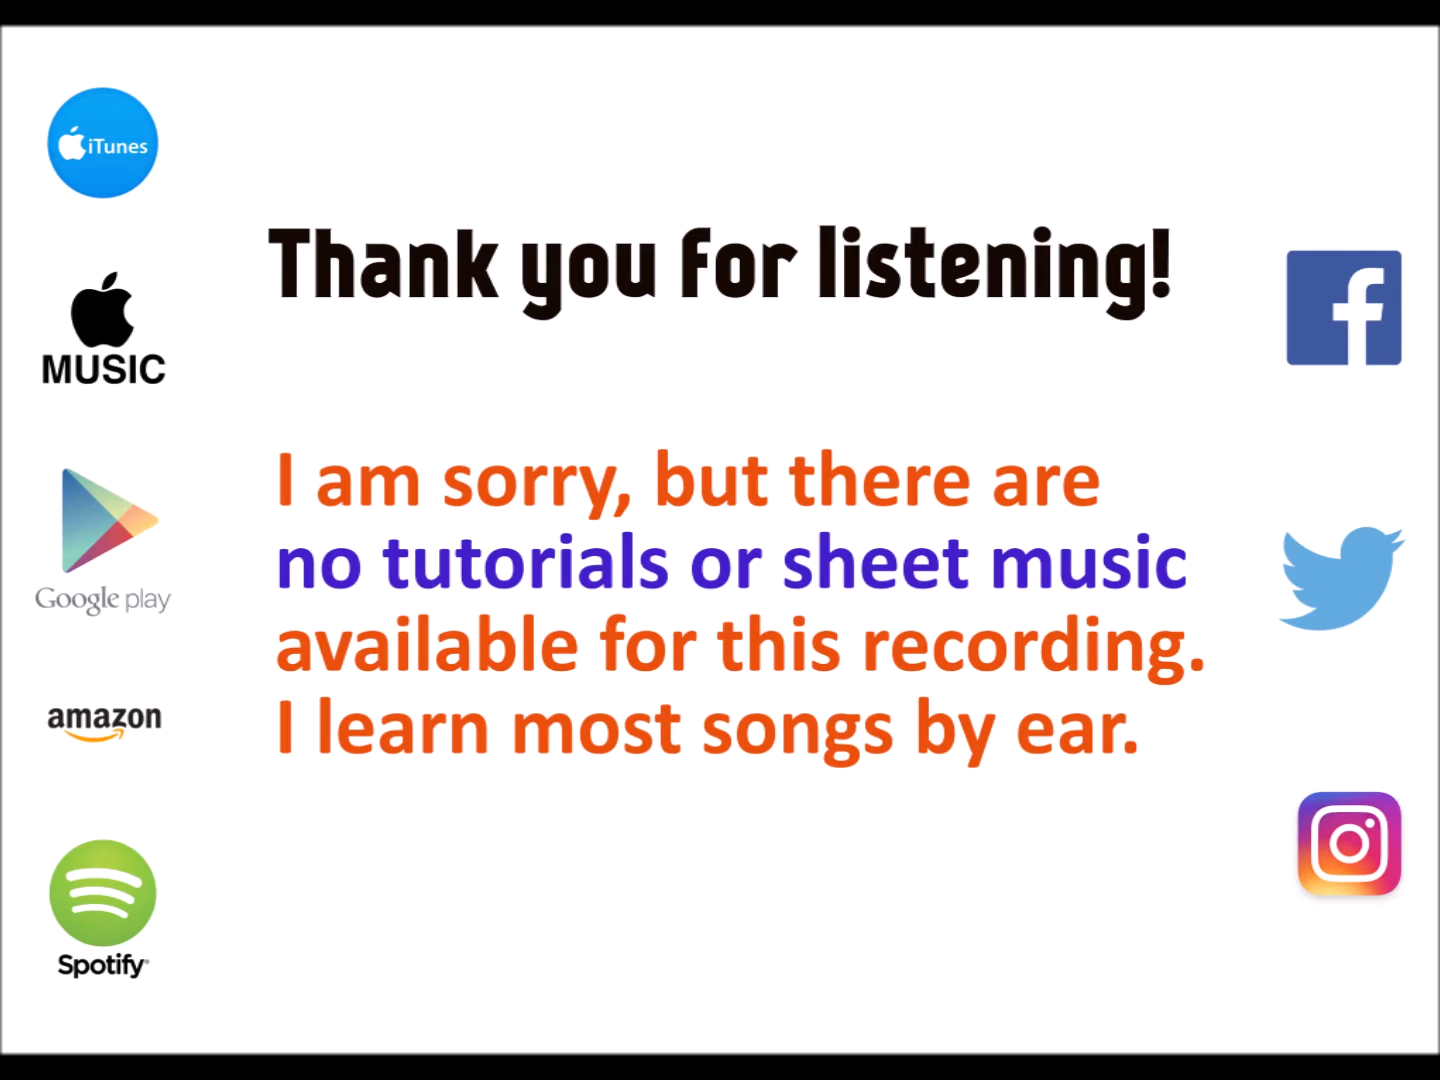 iTunes
MUSIC
Google play
amazon
Spotify
Thank you for listening!
I am sorry, but there are
no tutorials or sheet music
available for this recording.
I learn most songs by ear.